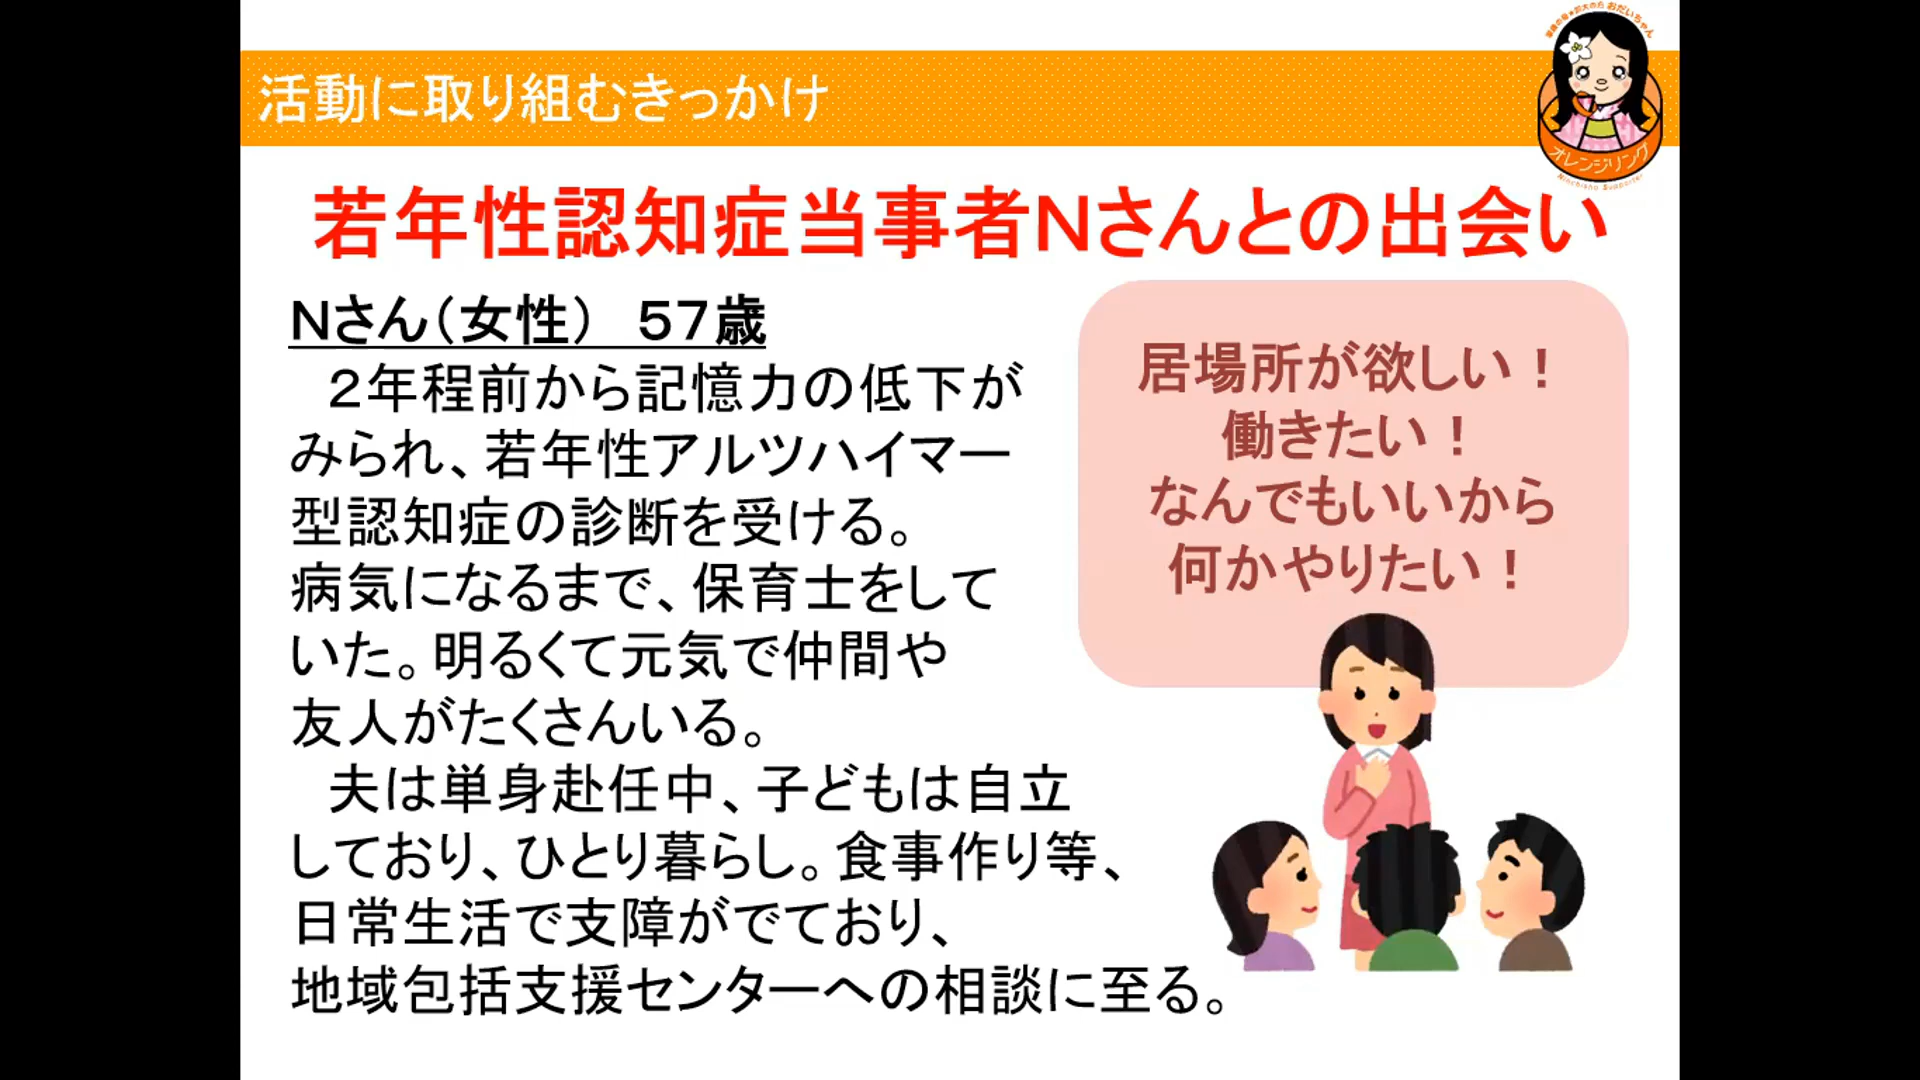 活動に取り組むきっかけ
おだいちゃん
オレンジリング
Ninchisho Supporter
若年性認知症当事者Nさんとの出会い
Nさん（女性）　57歳
２年程前から記憶力の低下が
みられ、若年性アルツハイマー
型認知症の診断を受ける。
病気になるまで、保育士をして
いた。明るくて元気で仲間や
友人がたくさんいる。
夫は単身赴任中、子どもは自立
しており、ひとり暮らし。食事作り等、
日常生活で支障がでており、
地域包括支援センターへの相談に至る。
居場所が欲しい！
働きたい！
なんでもいいから
何かやりたい！